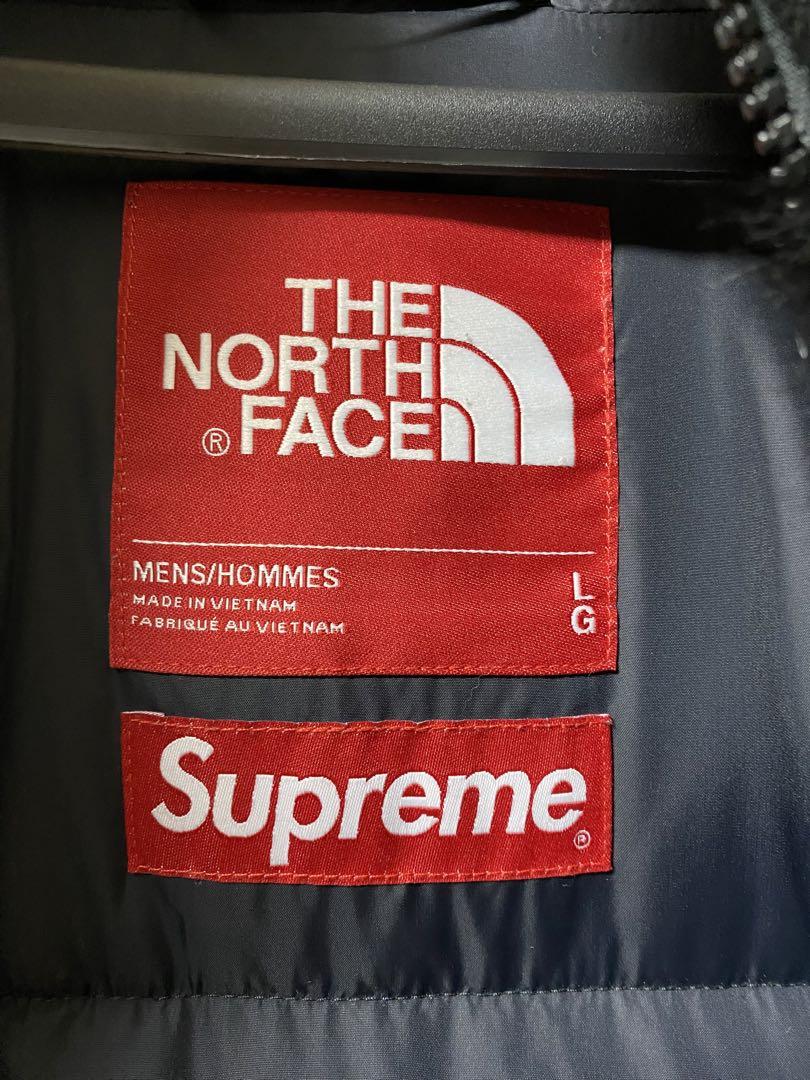 THE
NORTH
® FACE
MENS/HOMMES
MADE IN VIETNAM
FABRIQUÉ AU VIETNAM
L
G
Supreme®